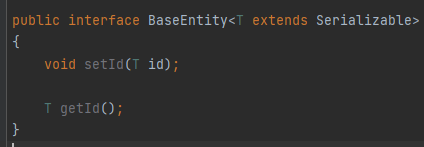 public interface BaseEntity<T extends Serializable>
{
    void setId(T id);
    T getId();
}